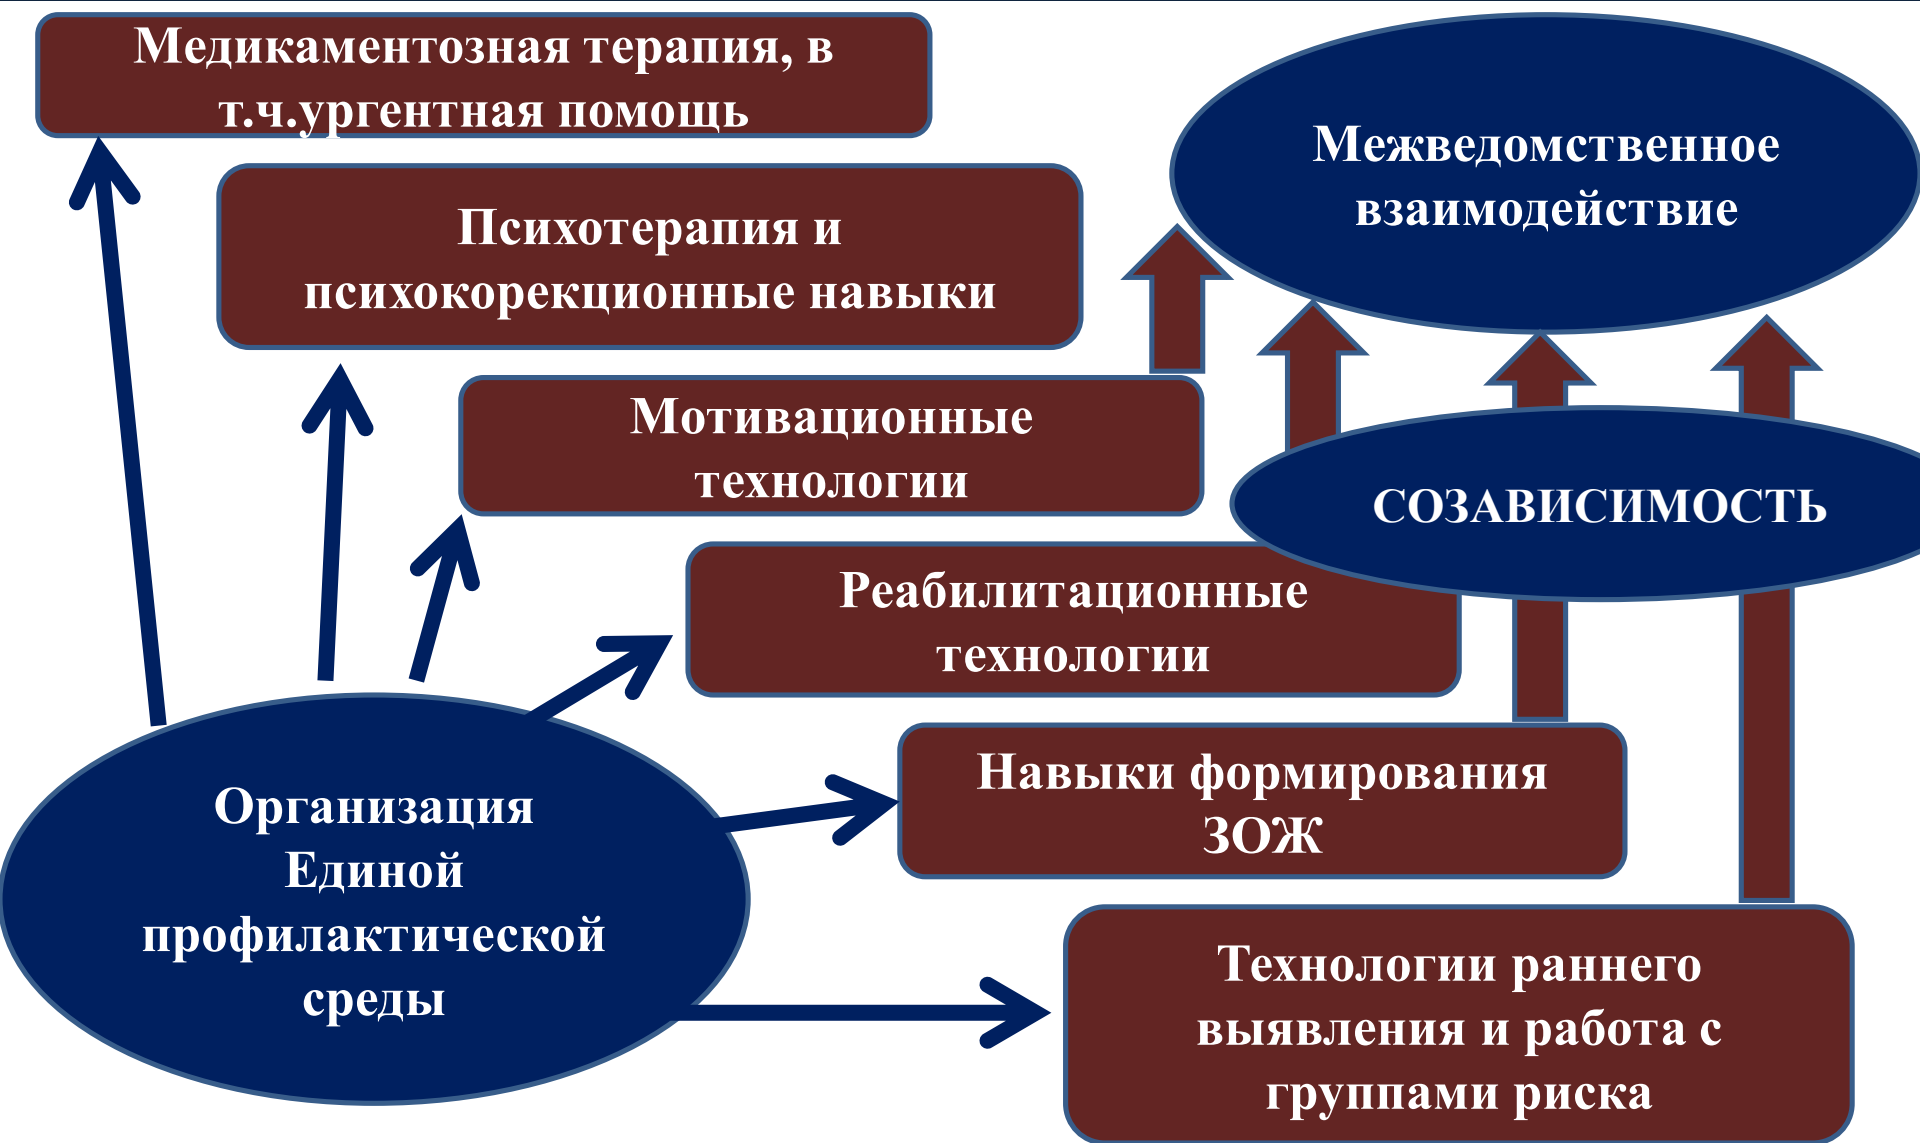 Медикаментозная терапия, в
т.ч.ургентная помощь
Межведомственное
взаимодействие
Психотерапия и
психокорекционные навыки
Мотивационные
технологии
СОЗАВИСИМОСТЬ
Реабилитационные
технологии
Навыки формирования
ЗОЖ
Организация
Единой
профилактической
среды
Технологии раннего
выявления и работа с
группами риска